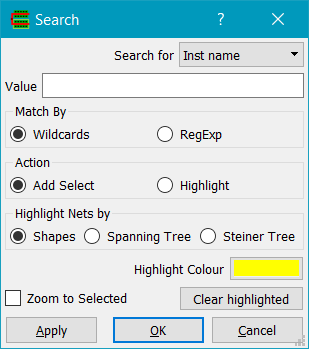 Search
?
Search for Inst name
Value
Match By
Wildcards RegExp
Action
Add Select Highlight
Highlight Nets by
Shapes Spanning Tree Steiner Tree
Highlight Colour
Zoom to Selected Clear highlighted
Apply OK Cancel